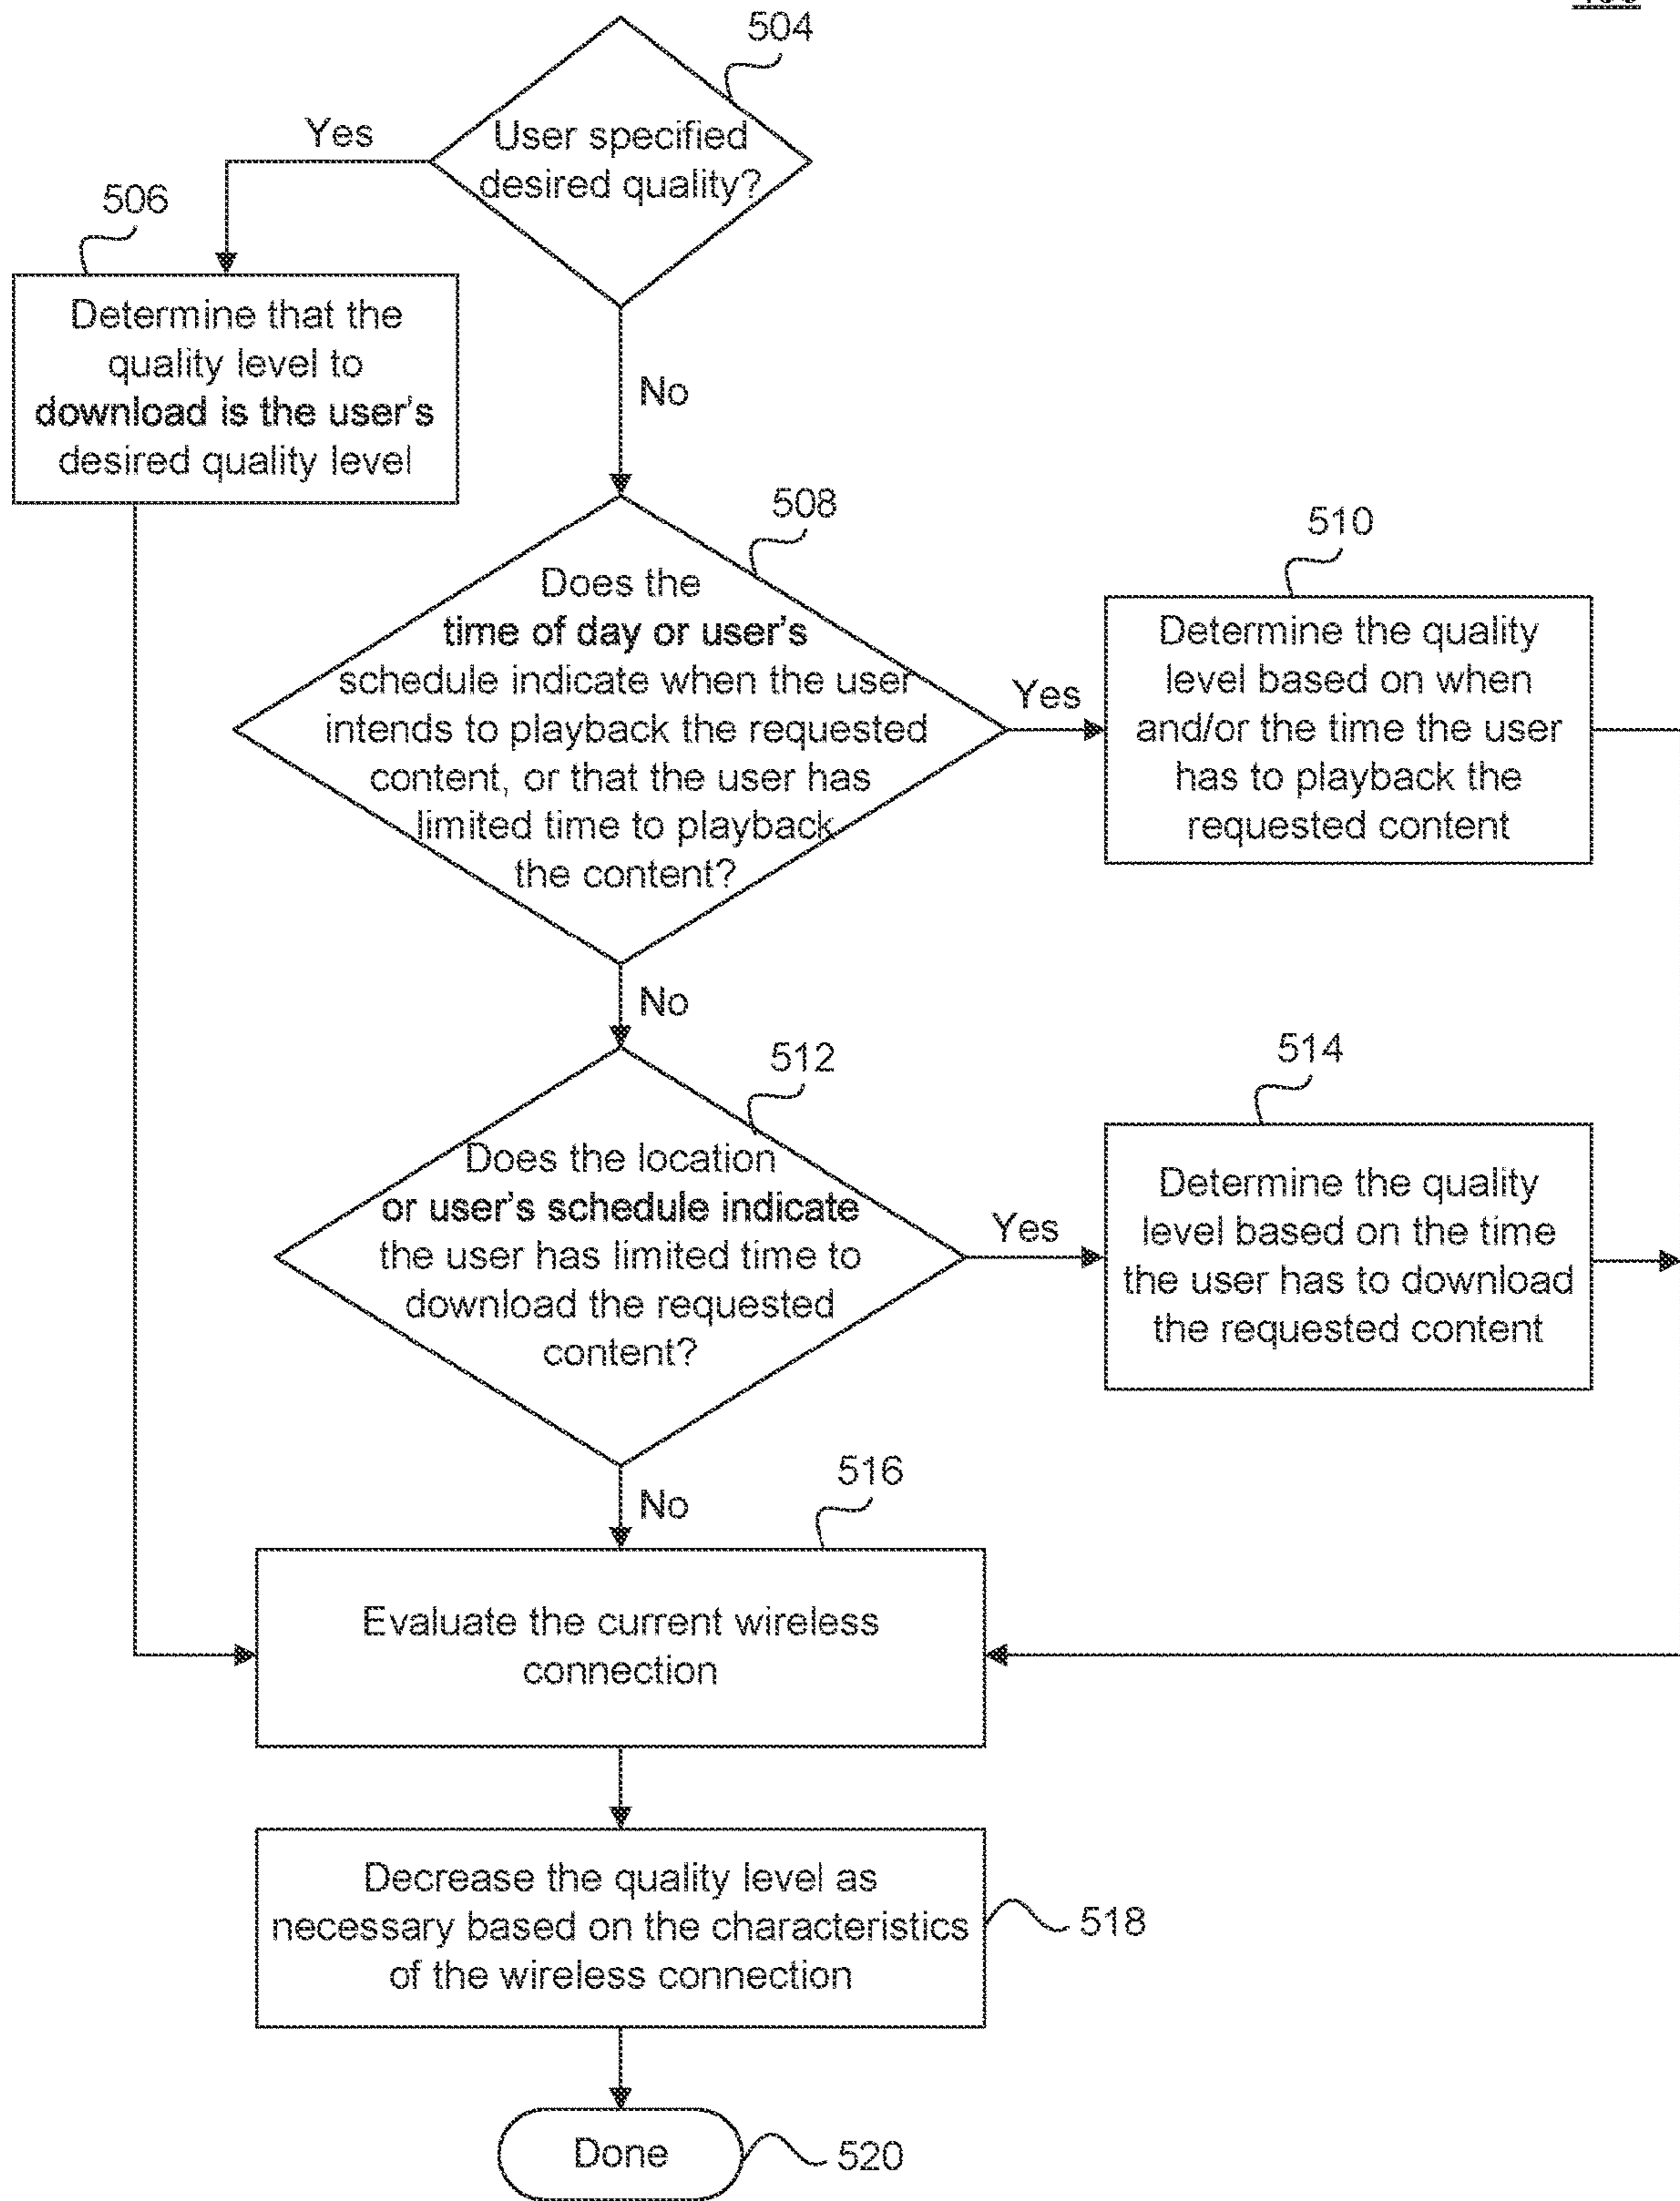 504
User specified
desired quality?
Yes
506
Determine that the
quality level to
download is the user's
desired quality level
No
508
Does the
time of day or user's
schedule indicate when the user
intends to playback the requested
content, or that the user has
limited time to playback
the content?
Yes
510
Determine the quality
level based on when
and/or the time the user
has to playback the
requested content
No
512
Does the location
or user's schedule indicate
the user has limited time to
download the requested
content?
Yes
514
Determine the quality
level based on the time
the user has to download
the requested content
No
516
Evaluate the current wireless
connection
Decrease the quality level as
necessary based on the characteristics
of the wireless connection
518
Done
520